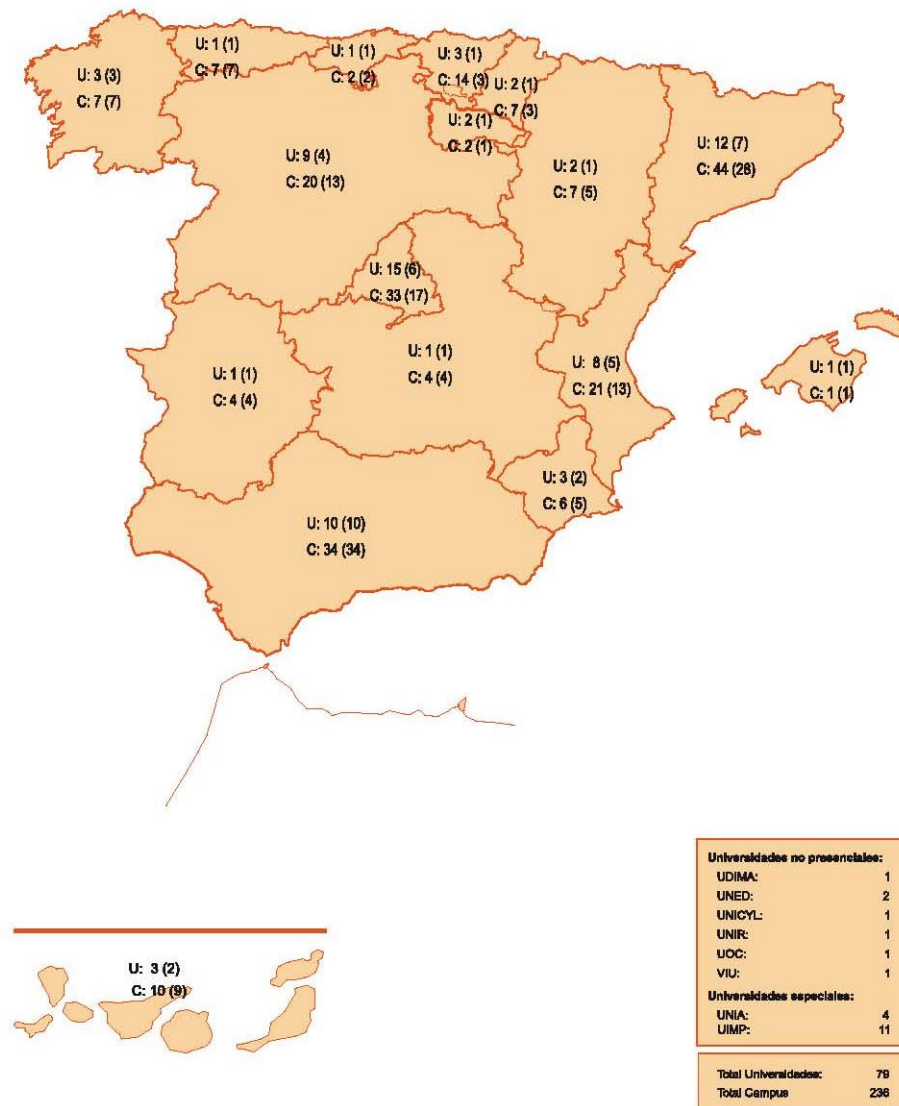 U: 1 (1)
C: 7 (7)
U: 1 (1)
C: 2 (2)
U: 3 (1)
C: 14 (3)
U: 3 (3)
C: 7 (7)
U: 2 (1)
C: 7 (3)
U: 2 (1)
C: 2 (1)
U: 12 (7)
C: 44 (28)
U: 9 (4)
C: 20 (13)
U: 2 (1)
C: 7 (5)
U: 15 (6)
C: 33 (17)
U: 1 (1)
C: 4 (4)
U: 8 (5)
C: 21 (13)
U: 1 (1)
C: 1 (1)
U: 1 (1)
C: 4 (4)
U: 3 (2)
C: 6 (5)
U: 10 (10)
C: 34 (34)
U: 3 (2)
C: 10 (9)
Universidades no presenciales:
UDIMA: 1
UNED: 2
UNICYL: 1
UNIR: 1
UOC: 1
VIU: 1
Universidades especiales:
UNIA: 4
UIMP: 11
Total Universidades: 79
Total Campus 236